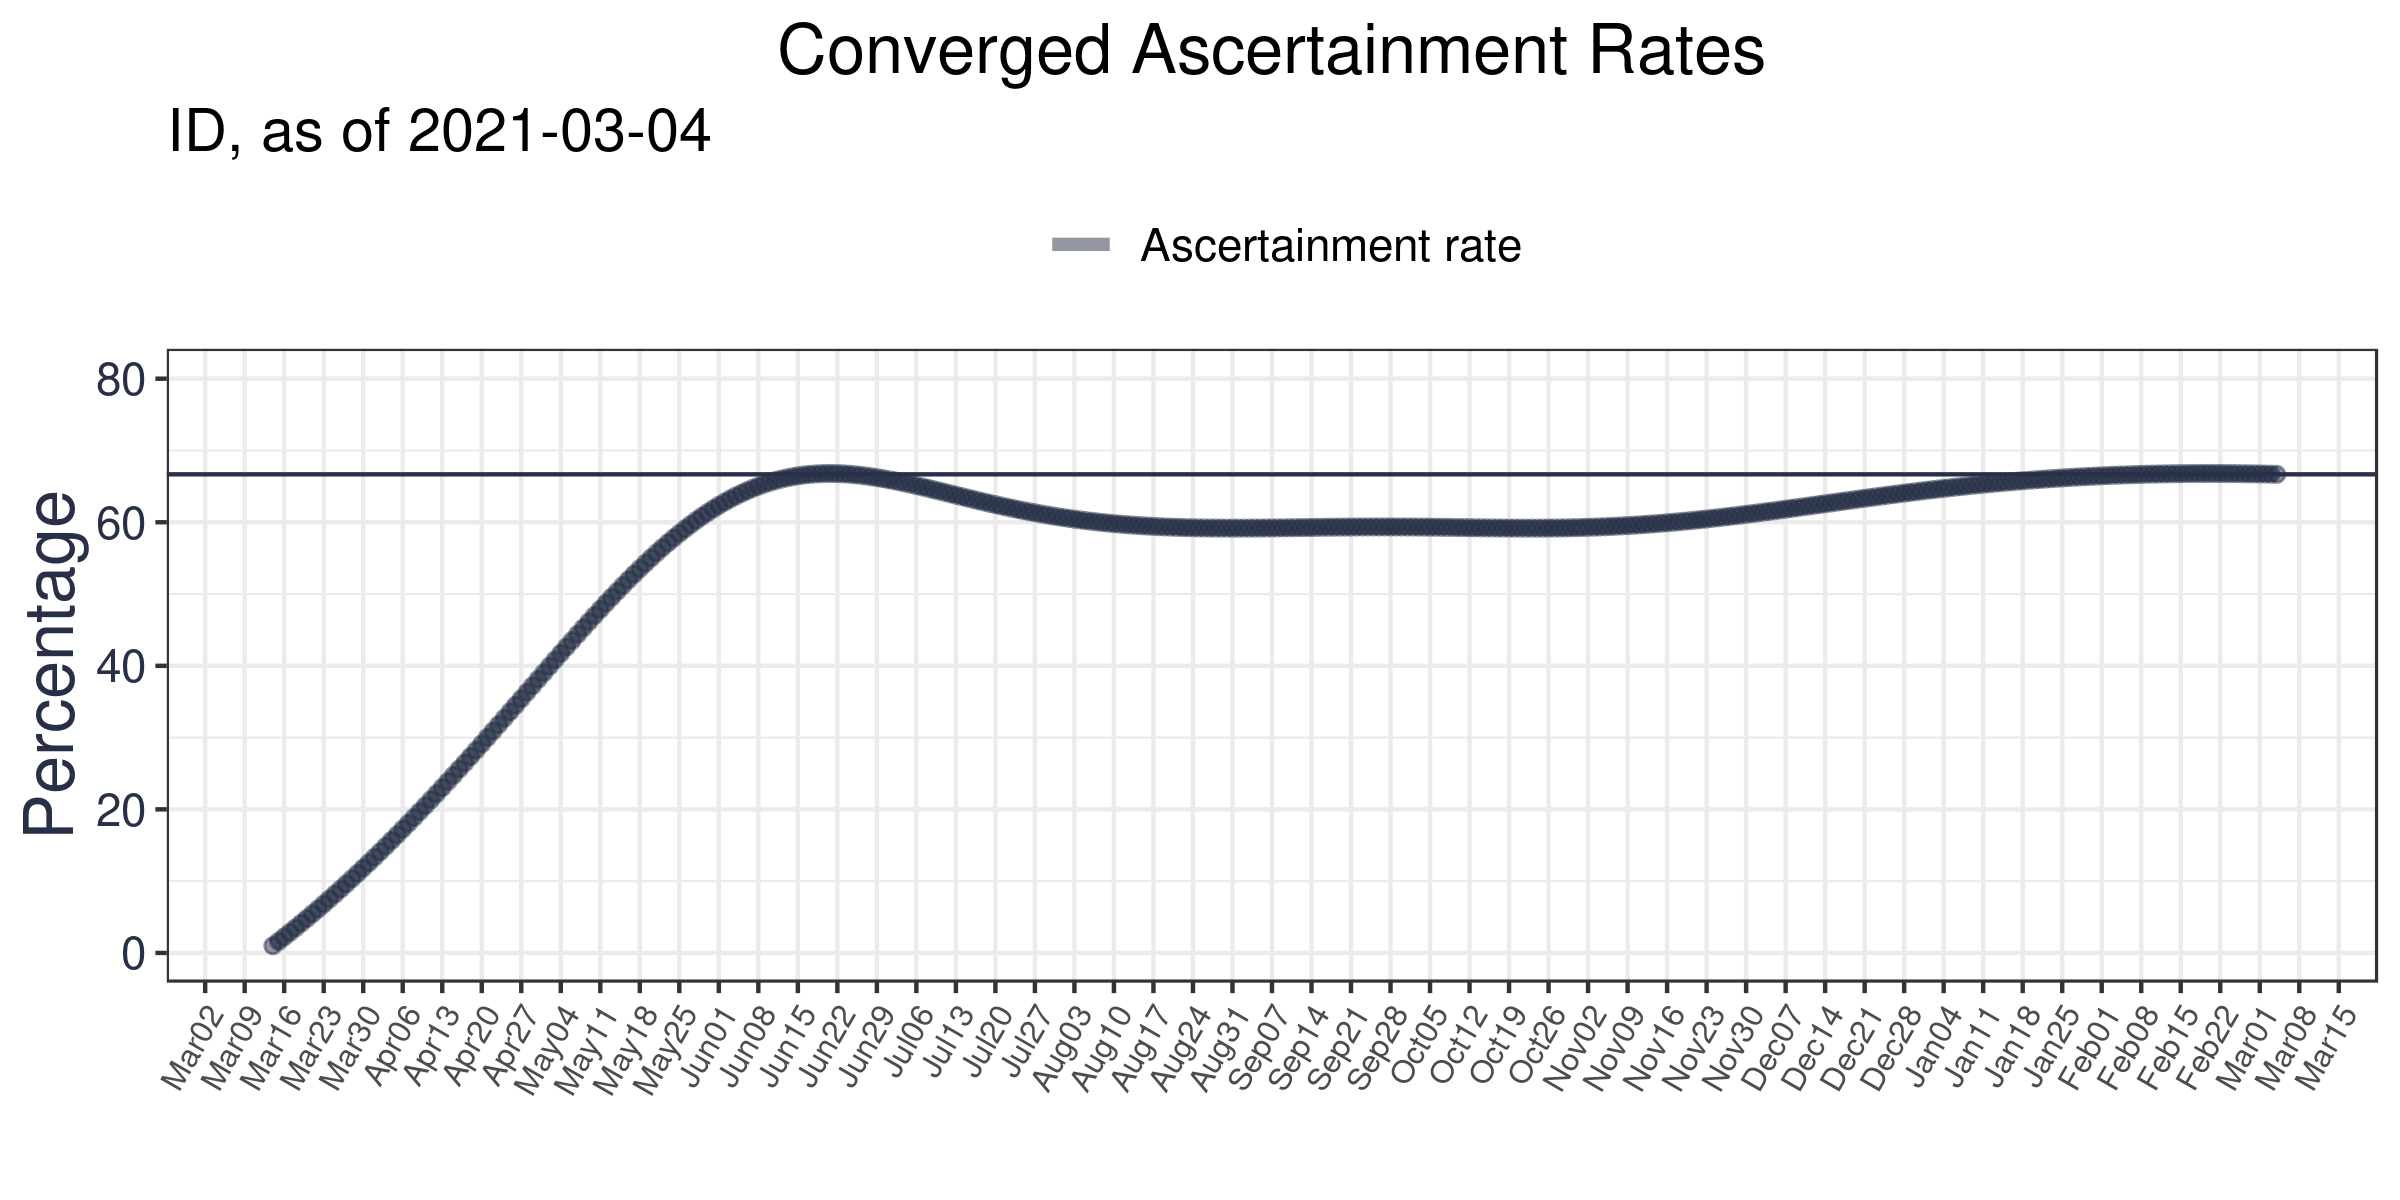 Converged Ascertainment Rates
ID, as of 2021-03-04
Ascertainment rate
Percentage
80
60
40
20
0
Mar02 Mar09 Mar16 Mar23 Mar30 Apr06 Apr13 Apr20 Apr27 May04 May11 May18 May25 Jun01 Jun08 Jun15 Jun22 Jun29 Jul06 Jul13 Jul20 Jul27 Aug03 Aug10 Aug17 Aug24 Aug31 Sep07 Sep14 Sep21 Sep28 Oct05 Oct12 Oct19 Oct26 Nov02 Nov09 Nov16 Nov23 Nov30 Dec07 Dec14 Dec21 Dec28 Jan04 Jan11 Jan18 Jan25 Feb01 Feb08 Feb15 Feb22 Mar01 Mar08 Mar15